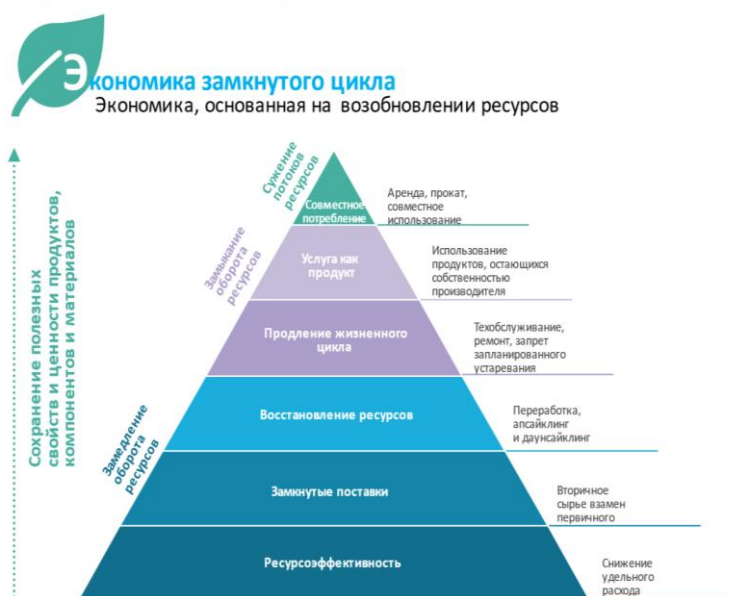 Экономика замкнутого цикла
Экономика, основанная на возобновлении ресурсов
Сохранение полезных
свойств и ценности продуктов,
компонентов и материалов
Сужение
потоков
ресурсов
Совместное
потребление
Аренда, прокат,
совместное
использование
Замыкание
оборота
ресурсов
Услуга как
продукт
Использование
продуктов, остающихся
собственностью
производителя
Продление жизненного
цикла
Техобслуживание,
ремонт, запрет
запланированного
устаревания
Замедление
оборота
ресурсов
Восстановление ресурсов
Переработка,
апсайклинг
и даунсайклинг
Замкнутые поставки
Вторичное
сырье взамен
первичного
Ресурсоэффективность
Снижение
удельного
расхода